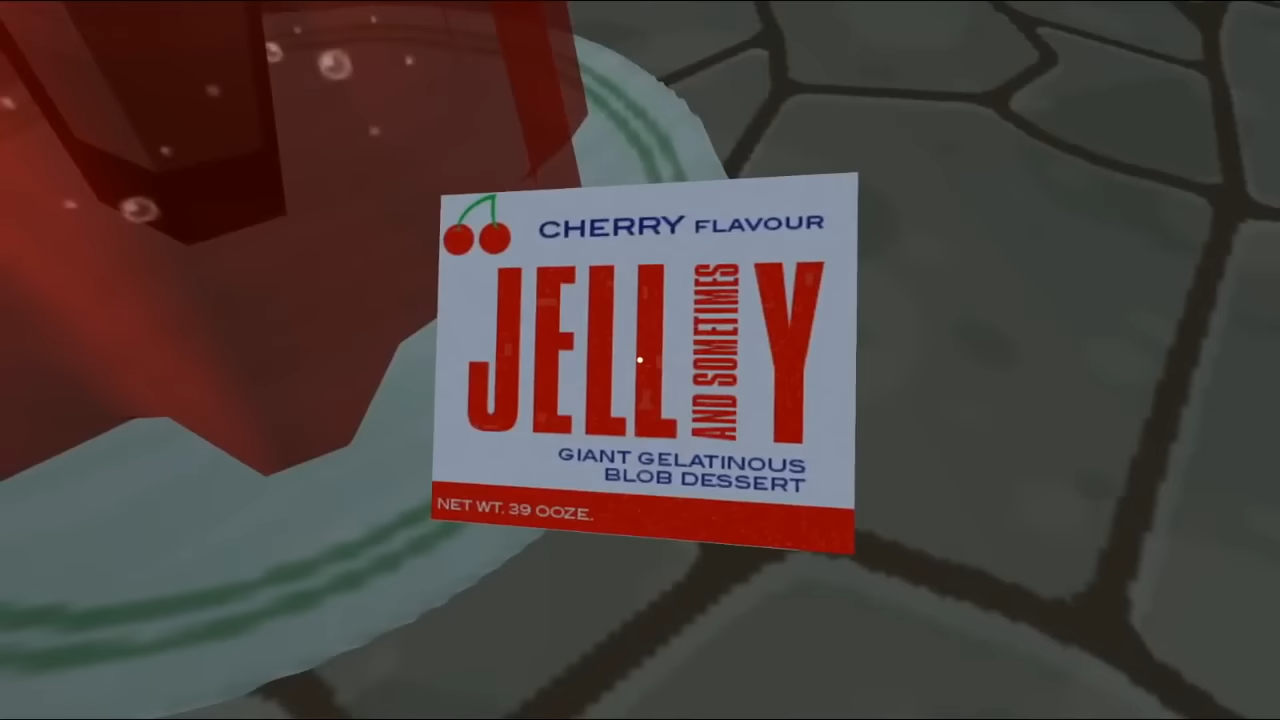 CHERRY FLAVOUR
JELL AND SOMETIMES Y
GIANT GELATINOUS
BLOB DESSERT
NET WT. 39 OOZE.